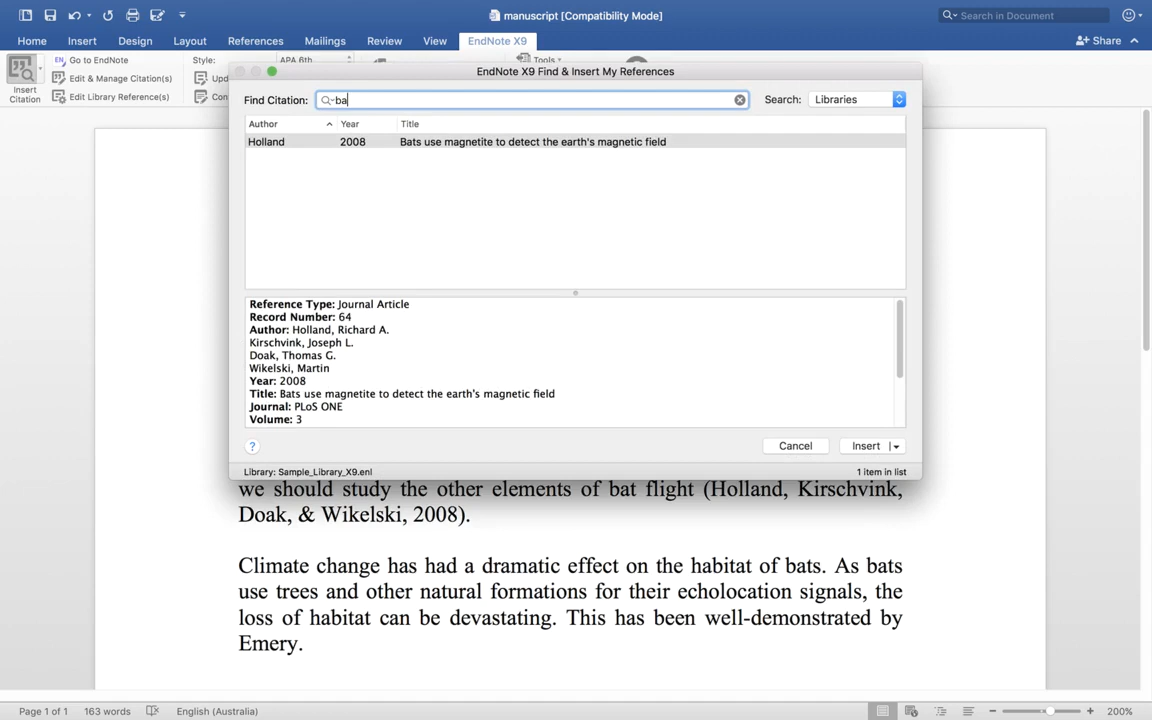 manuscript [Compatibility Mode]
Search in Document
Home Insert Design Layout References Mailings Review View EndNote X9
Share
Insert Citation
EN Go to EndNote
Edit & Manage Citation(s)
Edit Library Reference(s)
Style: APA 6th
Upd
Con
Tools
EndNote X9 Find & Insert My References
Find Citation: ba
Search: Libraries
Author Year Title
Holland 2008 Bats use magnetite to detect the earth's magnetic field
Reference Type: Journal Article
Record Number: 64
Author: Holland, Richard A.
Kirschvink, Joseph L.
Doak, Thomas G.
Wikelski, Martin
Year: 2008
Title: Bats use magnetite to detect the earth's magnetic field
Journal: PLoS ONE
Volume: 3
?
Cancel
Insert
Library: Sample_Library_X9.enl
1 item in list
we should study the other elements of bat flight (Holland, Kirschvink,
Doak, & Wikelski, 2008).
Climate change has had a dramatic effect on the habitat of bats. As bats
use trees and other natural formations for their echolocation signals, the
loss of habitat can be devastating. This has been well-demonstrated by
Emery.
Page 1 of 1 163 words English (Australia) 200%